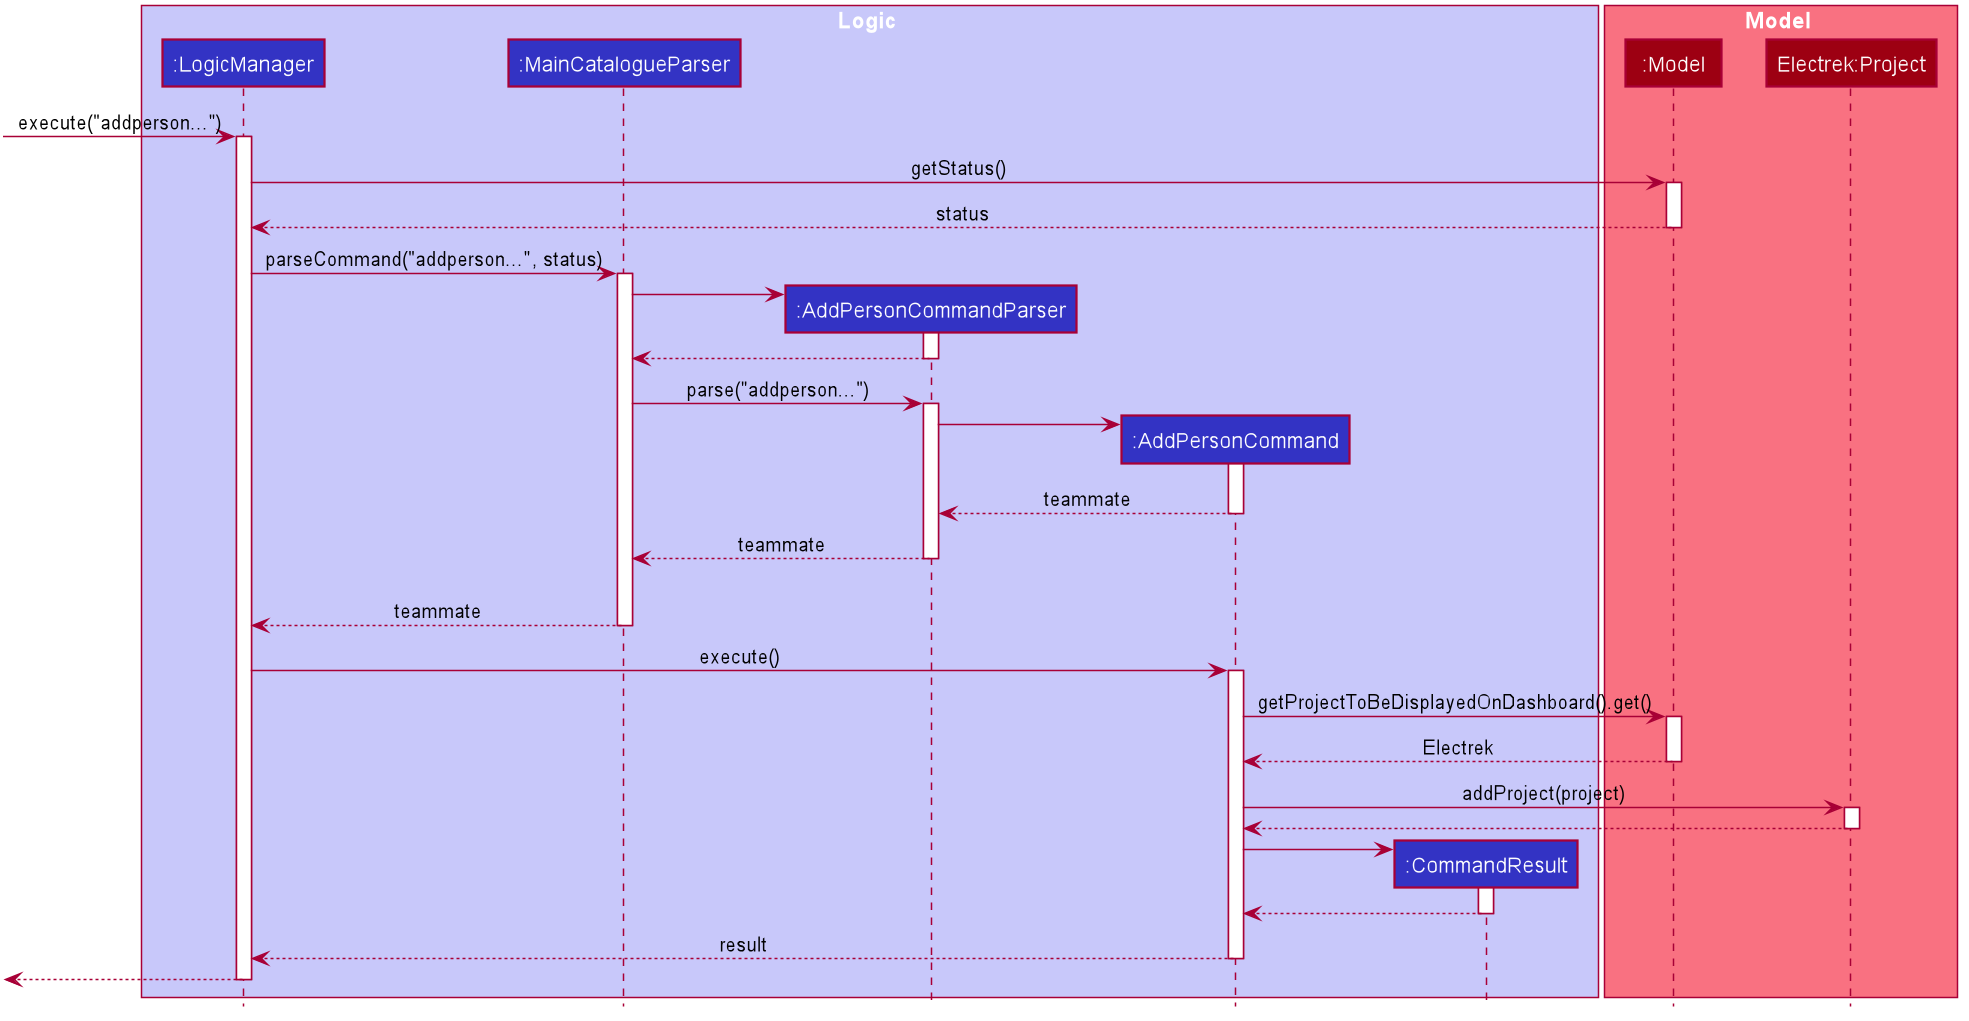 Logic
Model
:LogicManager
:MainCatalogueParser
:Model
Electrek:Project
execute("addperson...")
getStatus()
status
parseCommand("addperson...", status)
:AddPersonCommandParser
parse("addperson...")
:AddPersonCommand
teammate
teammate
teammate
execute()
getProjectToBeDisplayedOnDashboard().get()
Electrek
addProject(project)
:CommandResult
result